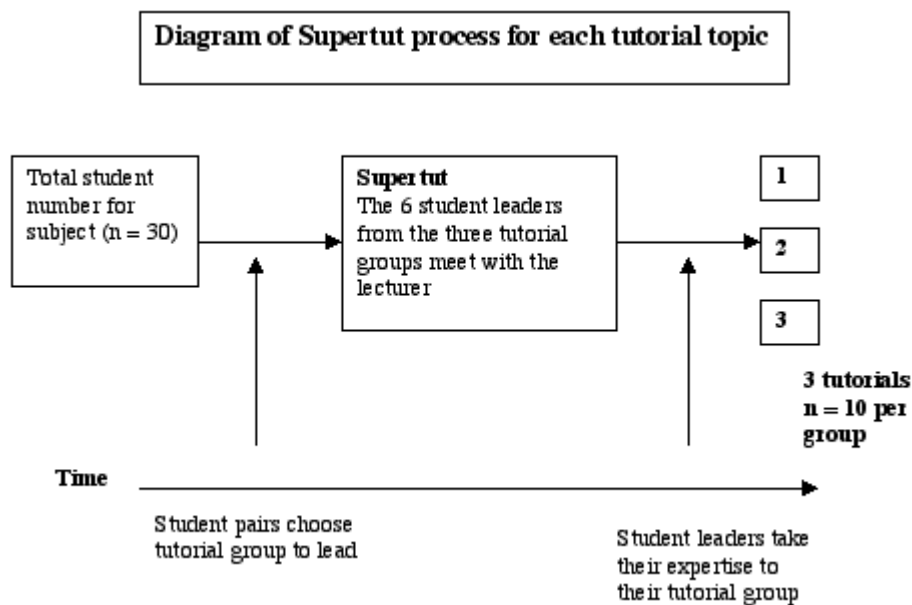 Diagram of Supertut process for each tutorial topic
Total student
number for
subject (n = 30)
Supertut
The 6 student leaders
from the three tutorial
groups meet with the
lecturer
1
2
3
3 tutorials
n = 10 per
group
Time
Student pairs choose
tutorial group to lead
Student leaders take
their expertise to
their tutorial group